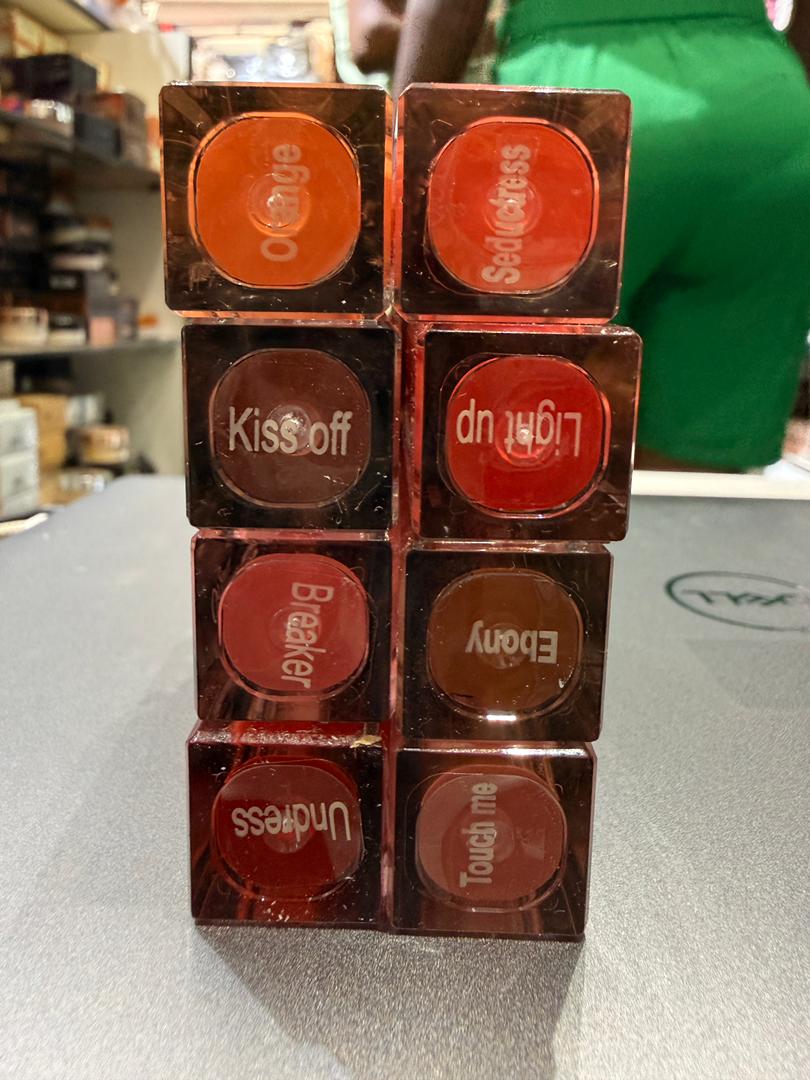 Orange
Seductress
Kiss off
Light up
Breaker
Ebony
Undress
Touch me